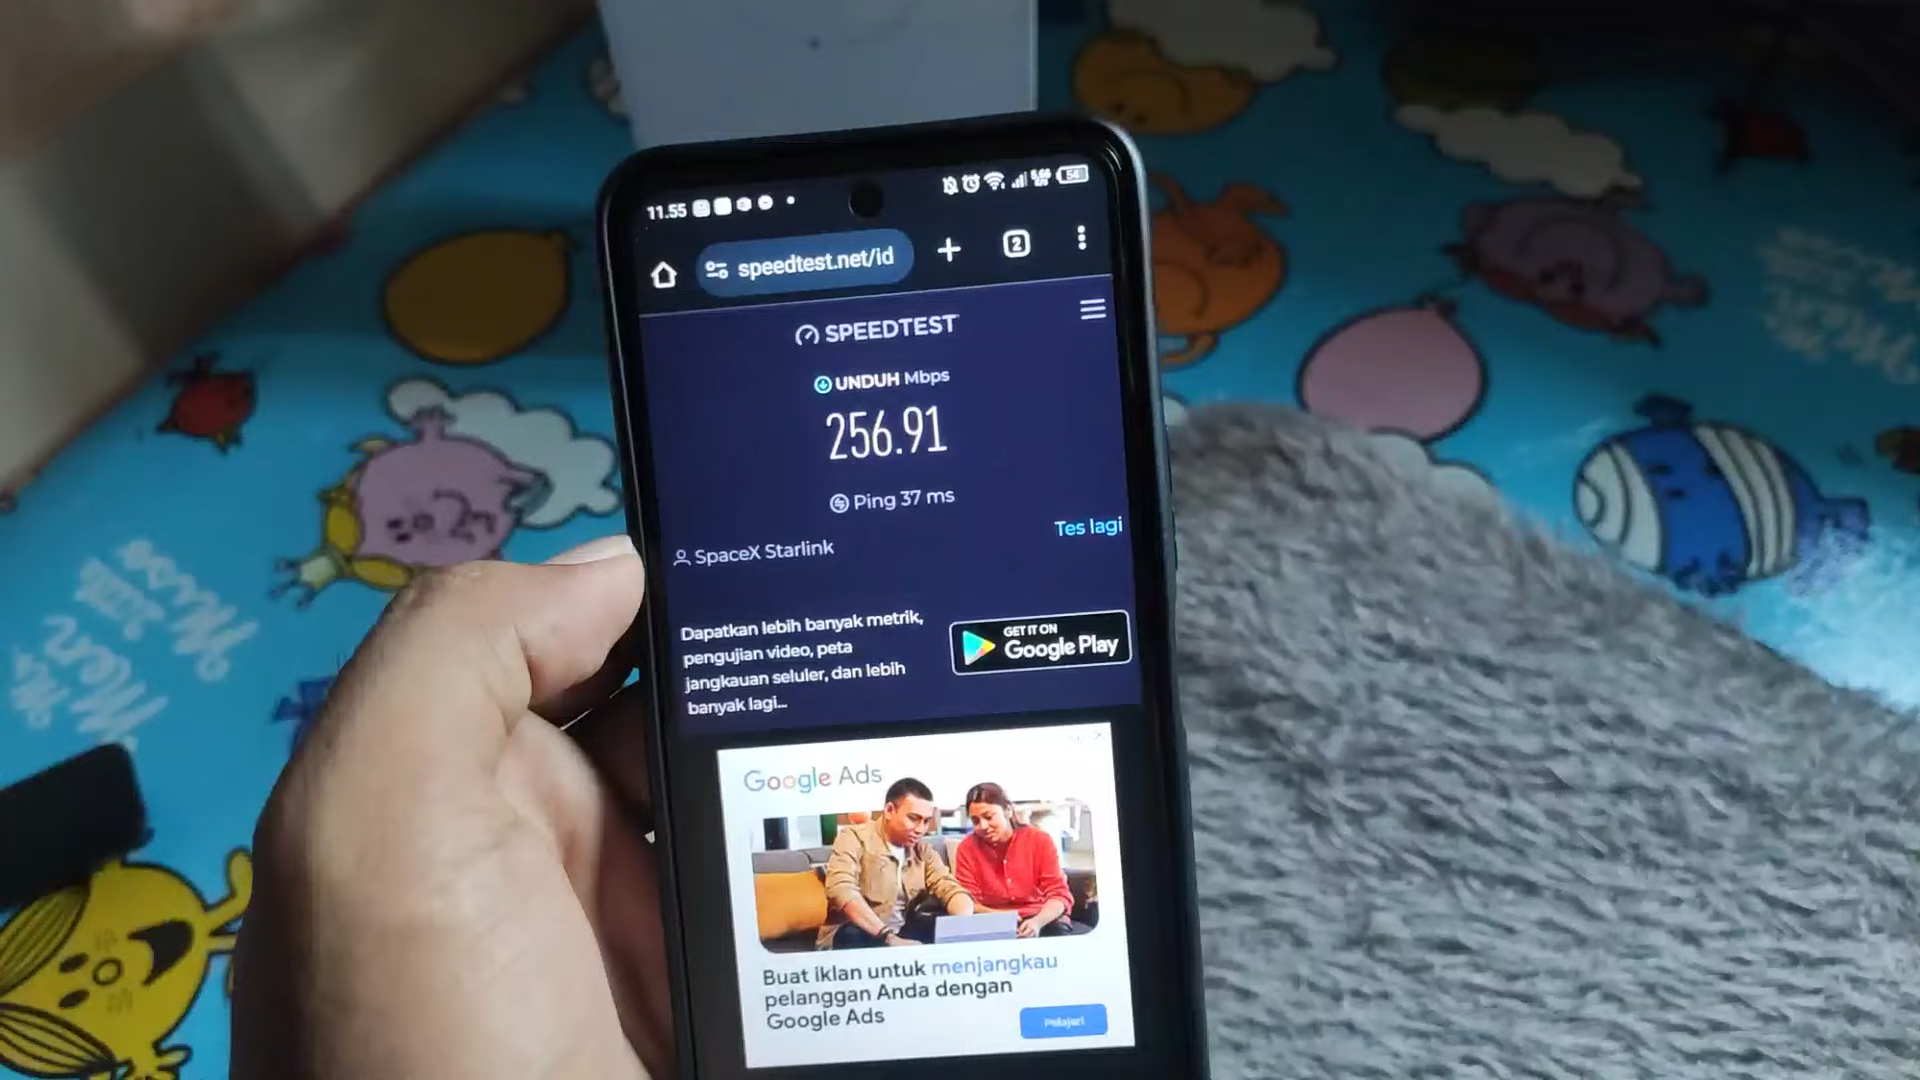 11.55
54
speedtest.net/id
2
SPEEDTEST
UNDUH Mbps
256.91
Ping 37 ms
Tes lagi
SpaceX Starlink
Dapatkan lebih banyak metrik,
pengujian video, peta
jangkauan seluler, dan lebih
banyak lagi...
GET IT ON
Google Play
Google Ads
Buat iklan untuk menjangkau
pelanggan Anda dengan
Google Ads
Pelajari